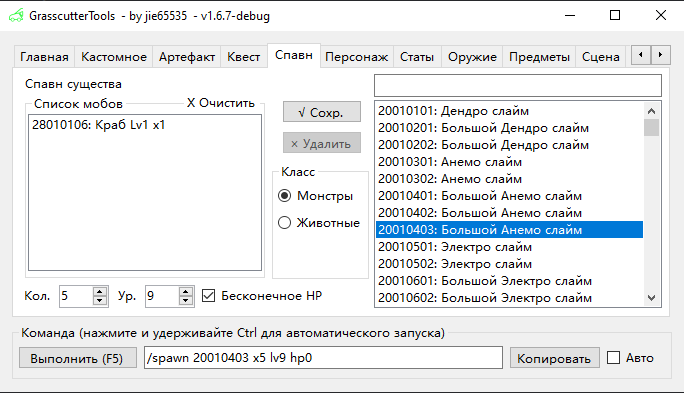 GrasscutterTools - by jie65535 - v1.6.7-debug
Главная Кастомное Артефакт Квест Спавн Персонаж Статы Оружие Предметы Сцена
Спавн существа
Список мобов X Очистить
28010106: Краб Lv1 x1
√ Сохр.
× Удалить
Класс
Монстры
Животные
20010101: Дендро слайм
20010201: Большой Дендро слайм
20010202: Большой Дендро слайм
20010301: Анемо слайм
20010302: Анемо слайм
20010401: Большой Анемо слайм
20010402: Большой Анемо слайм
20010403: Большой Анемо слайм
20010501: Электро слайм
20010502: Электро слайм
20010601: Большой Электро слайм
20010602: Большой Электро слайм
Кол. 5 Ур. 9 Бесконечное HP
Команда (нажмите и удерживайте Ctrl для автоматического запуска)
Выполнить (F5) /spawn 20010403 x5 lv9 hp0 Копировать Авто